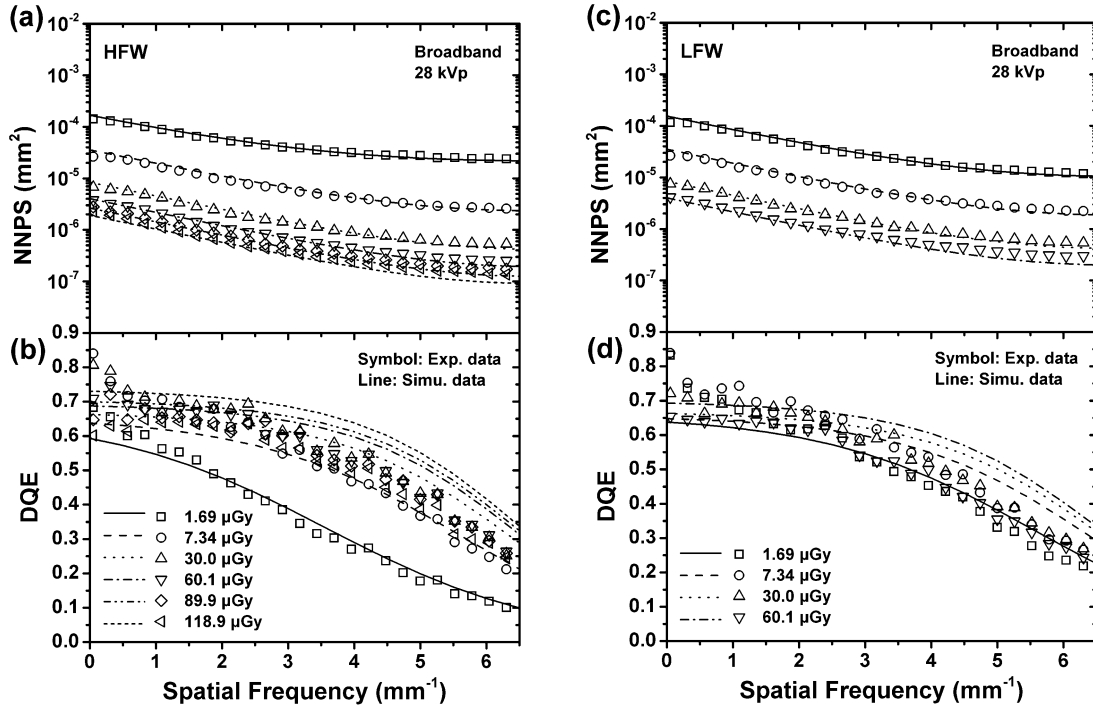 (a)
10⁻²
10⁻³
10⁻⁴
10⁻⁵
10⁻⁶
10⁻⁷
NNPS (mm²)
HFW
Broadband
28 kVp
(b)
0.9
0.8
0.7
0.6
0.5
0.4
0.3
0.2
0.1
0.0
DQE
Symbol: Exp. data
Line: Simu. data
1.69 µGy
7.34 µGy
30.0 µGy
60.1 µGy
89.9 µGy
118.9 µGy
0 1 2 3 4 5 6
Spatial Frequency (mm⁻¹)
(c)
10⁻²
10⁻³
10⁻⁴
10⁻⁵
10⁻⁶
10⁻⁷
NNPS (mm²)
LFW
Broadband
28 kVp
(d)
0.9
0.8
0.7
0.6
0.5
0.4
0.3
0.2
0.1
0.0
DQE
Symbol: Exp. data
Line: Simu. data
1.69 µGy
7.34 µGy
30.0 µGy
60.1 µGy
0 1 2 3 4 5 6
Spatial Frequency (mm⁻¹)